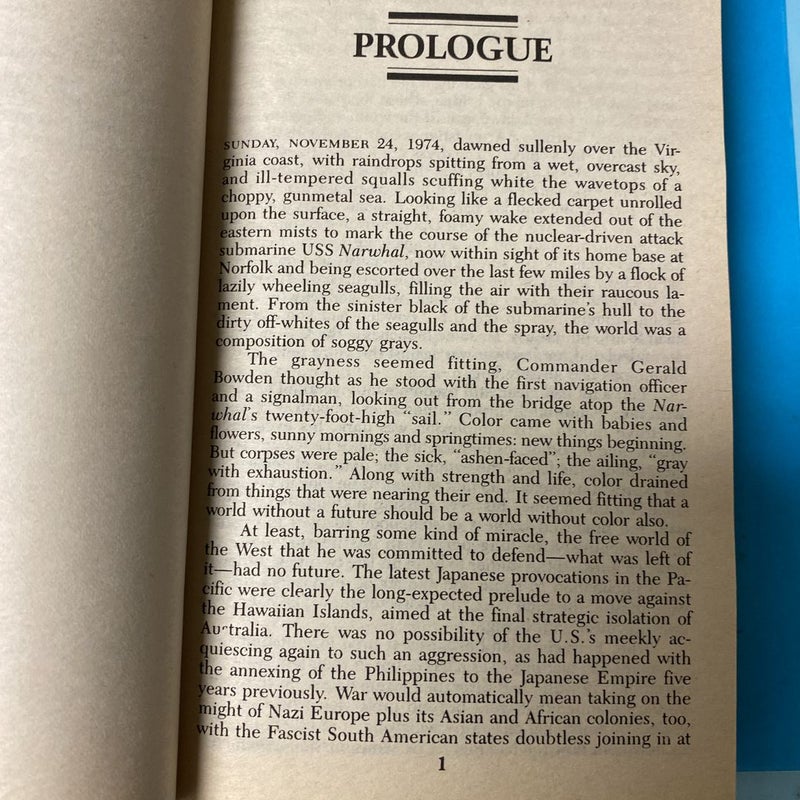 PROLOGUE
SUNDAY, NOVEMBER 24, 1974, dawned sullenly over the Vir-
ginia coast, with raindrops spitting from a wet, overcast sky,
and ill-tempered squalls scuffing white the wavetops of a
choppy, gunmetal sea. Looking like a flecked carpet unrolled
upon the surface, a straight, foamy wake extended out of the
eastern mists to mark the course of the nuclear-driven attack
submarine USS Narwhal, now within sight of its home base at
Norfolk and being escorted over the last few miles by a flock of
lazily wheeling seagulls, filling the air with their raucous la-
ment. From the sinister black of the submarine's hull to the
dirty off-whites of the seagulls and the spray, the world was a
composition of soggy grays.
The grayness seemed fitting, Commander Gerald
Bowden thought as he stood with the first navigation officer
and a signalman, looking out from the bridge atop the Nar-
whal's twenty-foot-high "sail." Color came with babies and
flowers, sunny mornings and springtimes: new things beginning.
But corpses were pale; the sick, "ashen-faced"; the ailing, "gray
with exhaustion." Along with strength and life, color drained
from things that were nearing their end. It seemed fitting that a
world without a future should be a world without color also.
At least, barring some kind of miracle, the free world of
the West that he was committed to defend—what was left of
it—had no future. The latest Japanese provocations in the Pa-
cific were clearly the long-expected prelude to a move against
the Hawaiian Islands, aimed at the final strategic isolation of
Australia. There was no possibility of the U.S.'s meekly ac-
quiescing again to such an aggression, as had happened with
the annexing of the Philippines to the Japanese Empire five
years previously. War would automatically mean taking on the
might of Nazi Europe plus its Asian and African colonies, too,
with the Fascist South American states doubtless joining in at
1